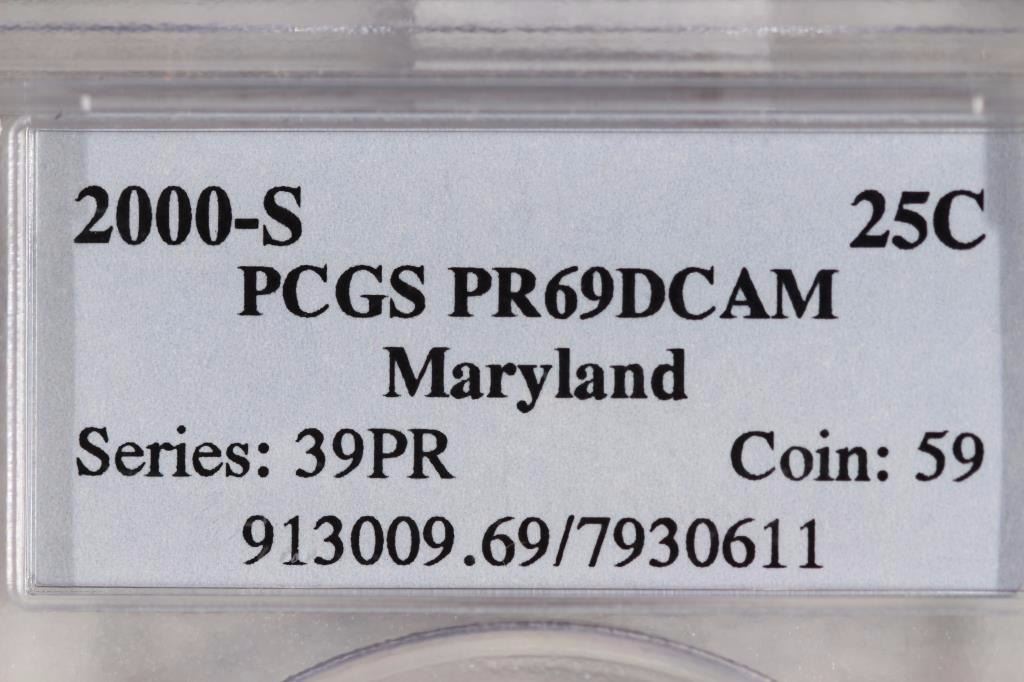 2000-S 25C
PCGS PR69DCAM
Maryland
Series: 39PR Coin: 59
913009.69/7930611